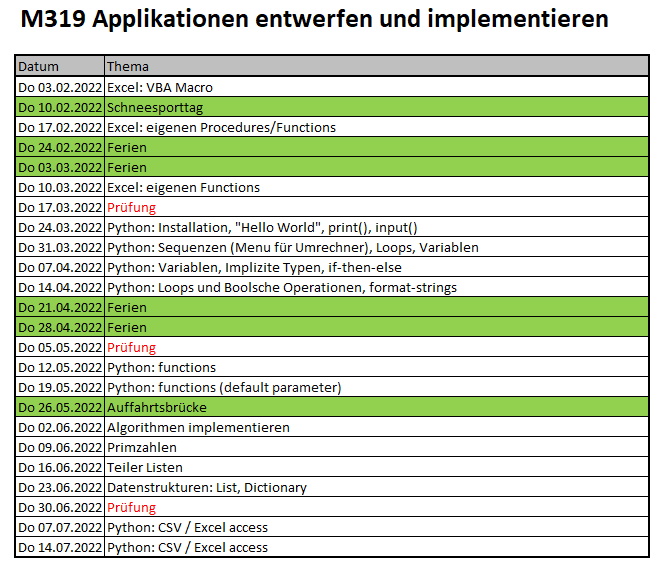 M319 Applikationen entwerfen und implementieren
Datum Thema
Do 03.02.2022 Excel: VBA Macro
Do 10.02.2022 Schneesporttag
Do 17.02.2022 Excel: eigenen Procedures/Functions
Do 24.02.2022 Ferien
Do 03.03.2022 Ferien
Do 10.03.2022 Excel: eigenen Functions
Do 17.03.2022 Prüfung
Do 24.03.2022 Python: Installation, "Hello World", print(), input()
Do 31.03.2022 Python: Sequenzen (Menu für Umrechner), Loops, Variablen
Do 07.04.2022 Python: Variablen, Implizite Typen, if-then-else
Do 14.04.2022 Python: Loops und Boolsche Operationen, format-strings
Do 21.04.2022 Ferien
Do 28.04.2022 Ferien
Do 05.05.2022 Prüfung
Do 12.05.2022 Python: functions
Do 19.05.2022 Python: functions (default parameter)
Do 26.05.2022 Auffahrtsbrücke
Do 02.06.2022 Algorithmen implementieren
Do 09.06.2022 Primzahlen
Do 16.06.2022 Teiler Listen
Do 23.06.2022 Datenstrukturen: List, Dictionary
Do 30.06.2022 Prüfung
Do 07.07.2022 Python: CSV / Excel access
Do 14.07.2022 Python: CSV / Excel access